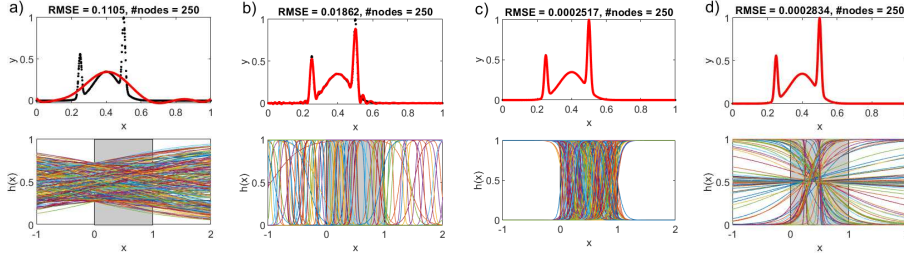 a)
RMSE = 0.1105, #nodes = 250
y
1
0.5
0
0 0.2 0.4 0.6 0.8 1
x
h(x)
1
0.5
0
-1 0 1 2
x
b)
RMSE = 0.01862, #nodes = 250
y
1
0.5
0
0 0.2 0.4 0.6 0.8 1
x
h(x)
1
0.5
0
-1 0 1 2
x
c)
RMSE = 0.0002517, #nodes = 250
y
1
0.5
0
0 0.2 0.4 0.6 0.8 1
x
h(x)
1
0.5
0
-1 0 1 2
x
d)
RMSE = 0.0002834, #nodes = 250
y
1
0.5
0
0 0.2 0.4 0.6 0.8
x
h(x)
1
0.5
0
-1 0 1 2
x